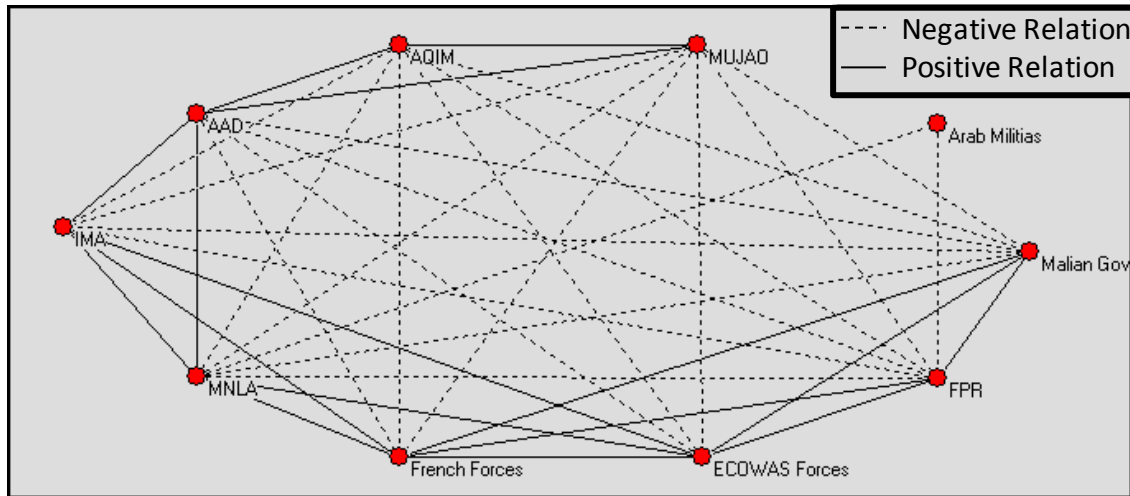 Negative Relation
Positive Relation
AQIM
MUJAO
AAD
Arab Militias
IMA
Malian Gov
MNLA
FPR
French Forces
ECOWAS Forces